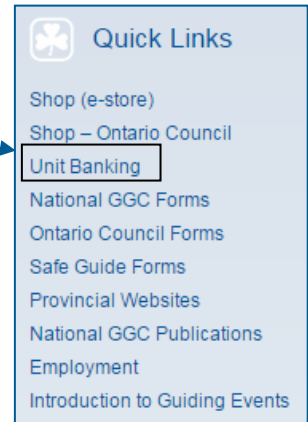 Quick Links
Shop (e-store)
Shop – Ontario Council
Unit Banking
National GGC Forms
Ontario Council Forms
Safe Guide Forms
Provincial Websites
National GGC Publications
Employment
Introduction to Guiding Events